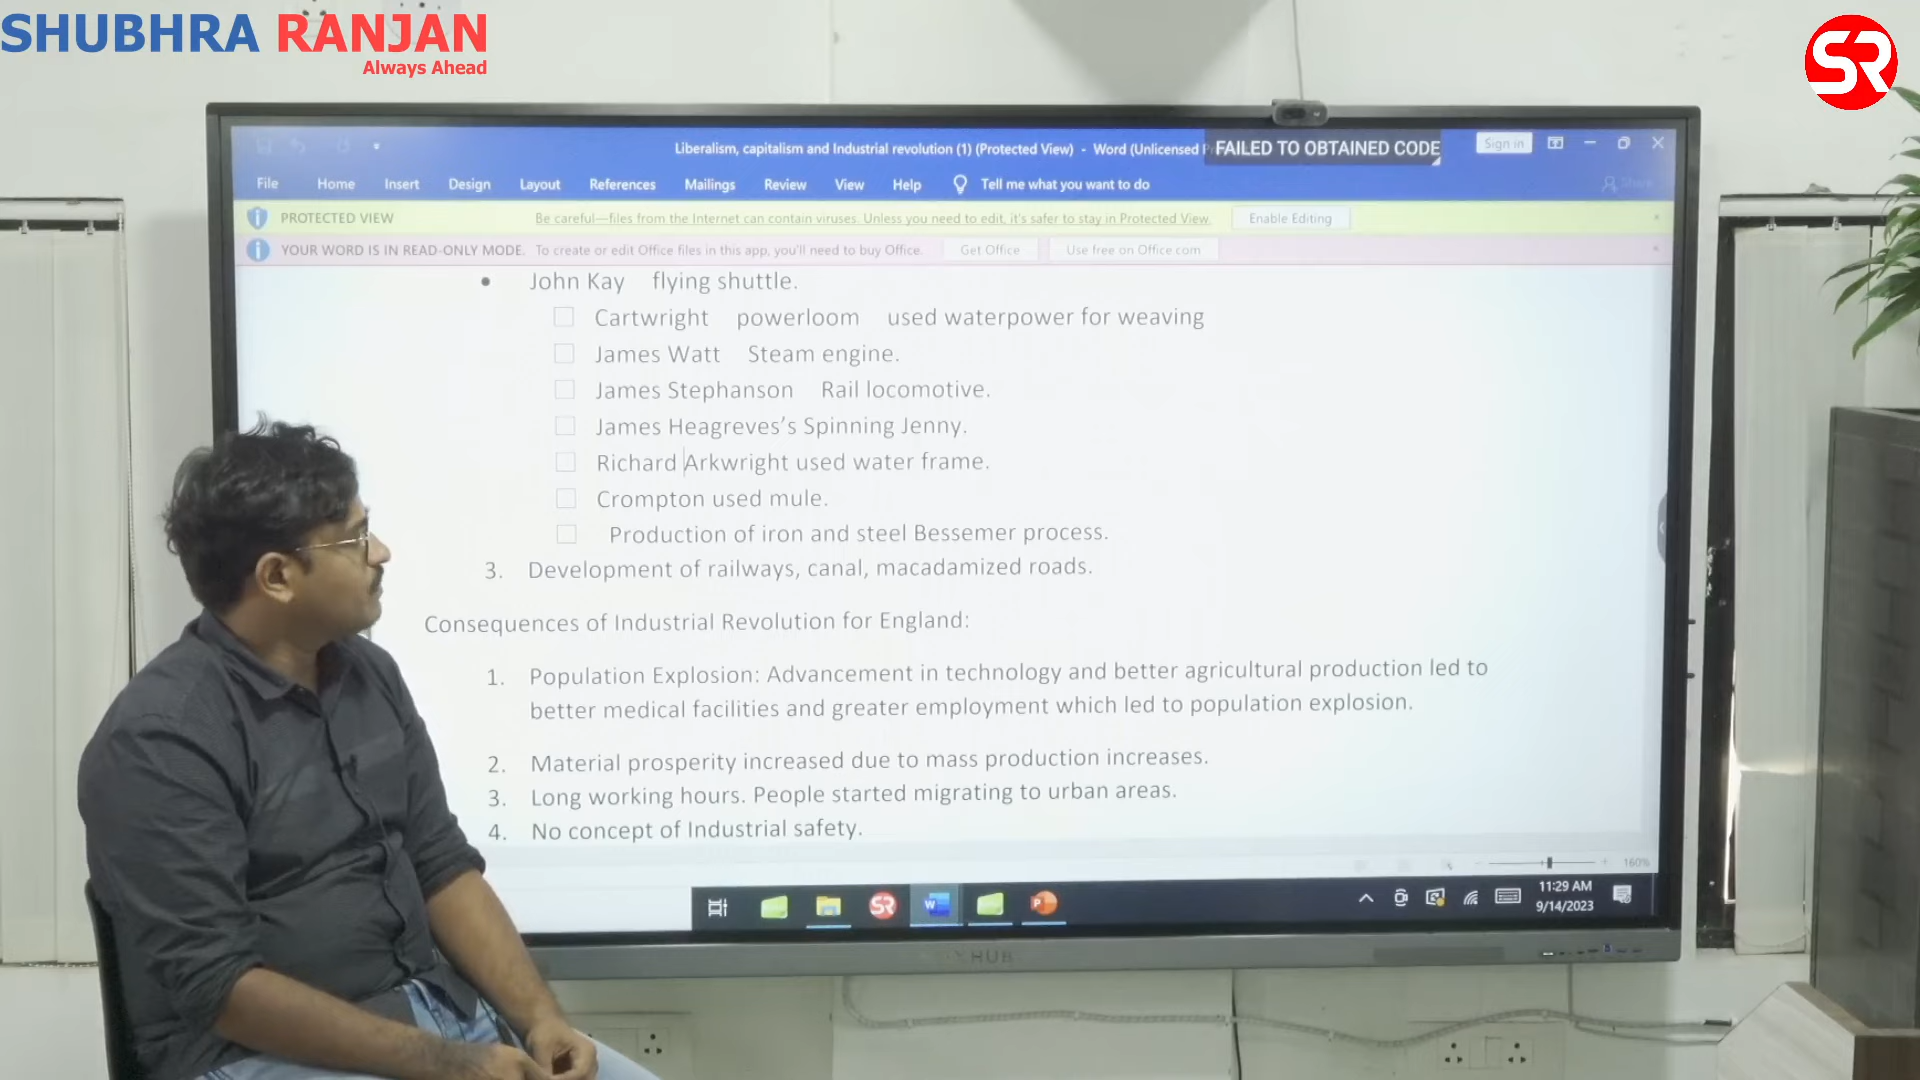 SHUBHRA RANJAN
Always Ahead
SR
Liberalism, capitalism and Industrial revolution (1) (Protected View) - Word (Unlicensed P
FAILED TO OBTAINED CODE
Sign in
File Home Insert Design Layout References Mailings Review View Help Tell me what you want to do Share
PROTECTED VIEW Be careful—files from the Internet can contain viruses. Unless you need to edit, it's safer to stay in Protected View. Enable Editing
YOUR WORD IS IN READ-ONLY MODE. To create or edit Office files in this app, you'll need to buy Office. Get Office Use free on Office.com
• John Kay flying shuttle.
Cartwright powerloom used waterpower for weaving
James Watt Steam engine.
James Stephanson Rail locomotive.
James Heagreves’s Spinning Jenny.
Richard Arkwright used water frame.
Crompton used mule.
Production of iron and steel Bessemer process.
3. Development of railways, canal, macadamized roads.
Consequences of Industrial Revolution for England:
1. Population Explosion: Advancement in technology and better agricultural production led to
better medical facilities and greater employment which led to population explosion.
2. Material prosperity increased due to mass production increases.
3. Long working hours. People started migrating to urban areas.
4. No concept of Industrial safety.
160%
SR
W
P
11:29 AM
9/14/2023
HUB